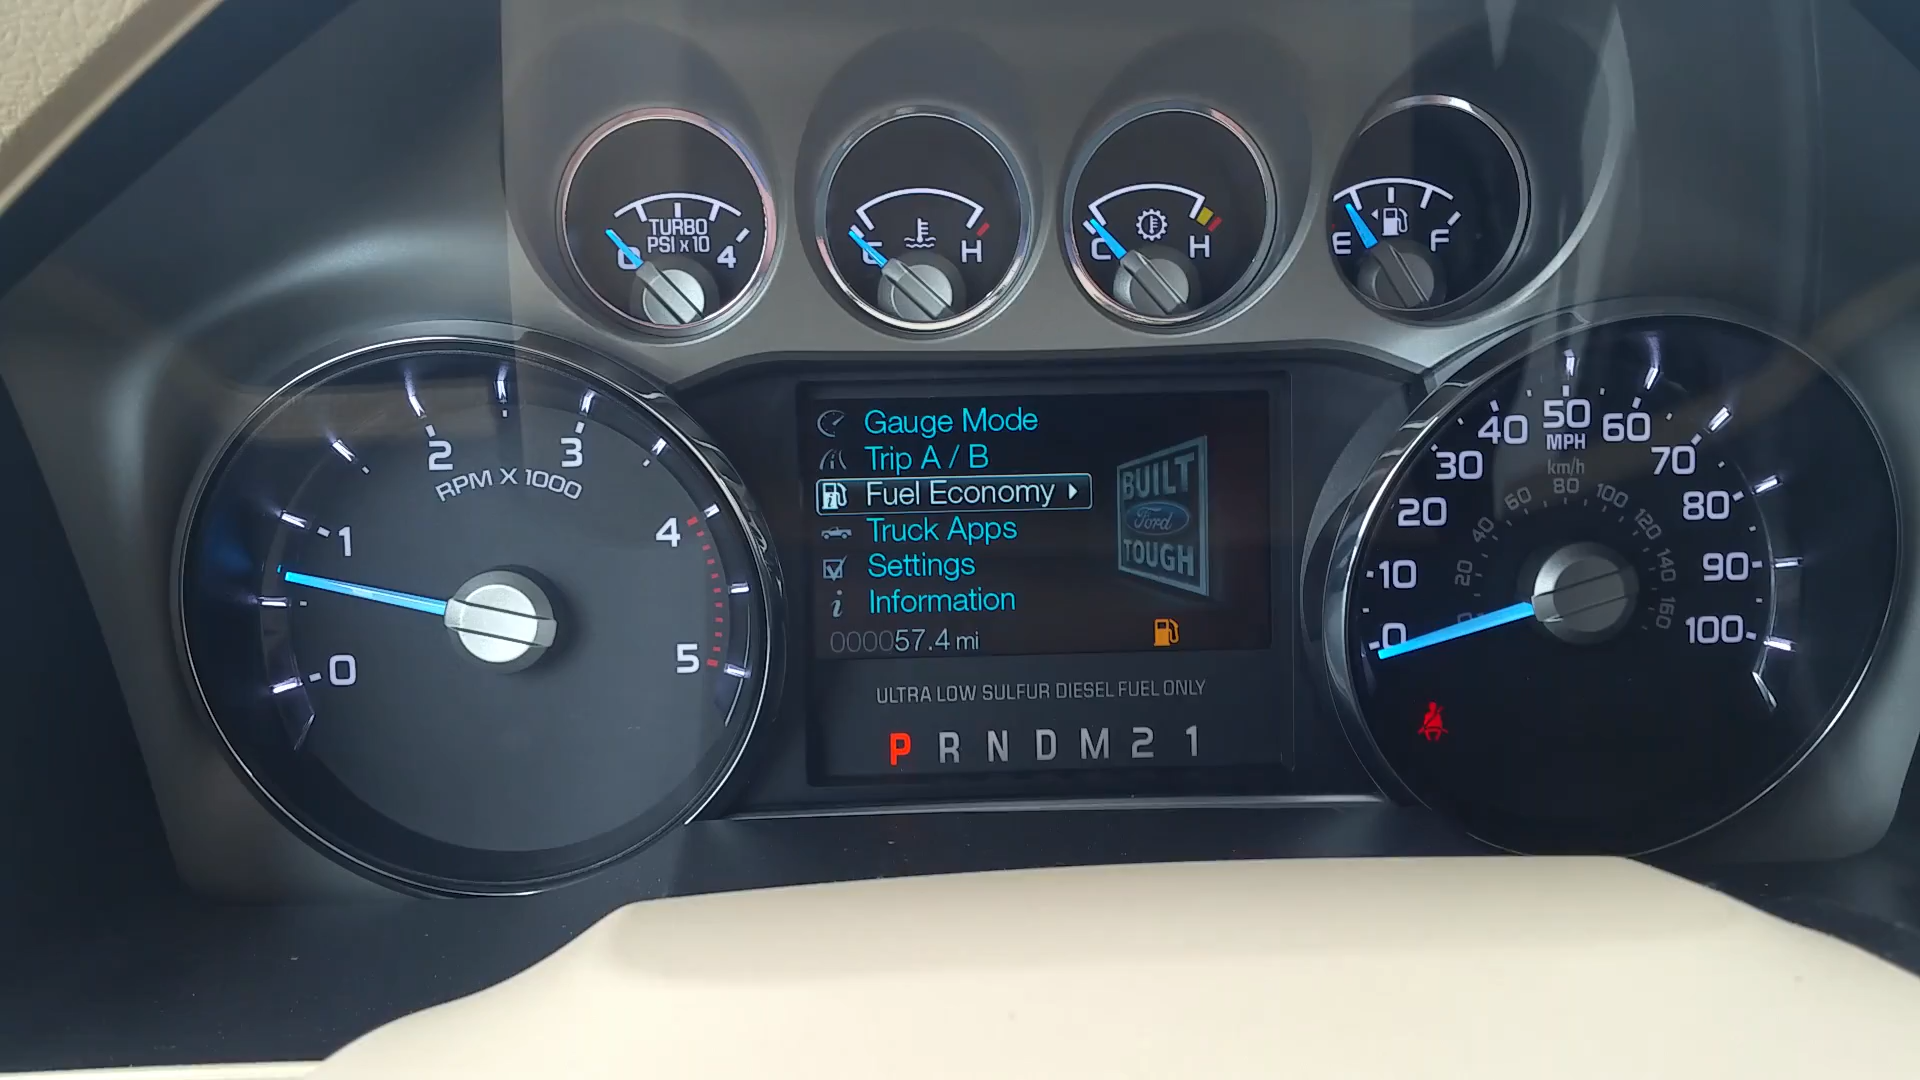 TURBO
PSI x 10
0 4
C H
C H
E F
0 1 2 3 4 5
RPM X 1000
Gauge Mode
Trip A / B
Fuel Economy
Truck Apps
Settings
Information
000057.4 mi
BUILT
Ford
TOUGH
ULTRA LOW SULFUR DIESEL FUEL ONLY
P R N D M 2 1
0 10 20 30 40 50 60 70 80 90 100
MPH
km/h
20 40 60 80 100 120 140 160